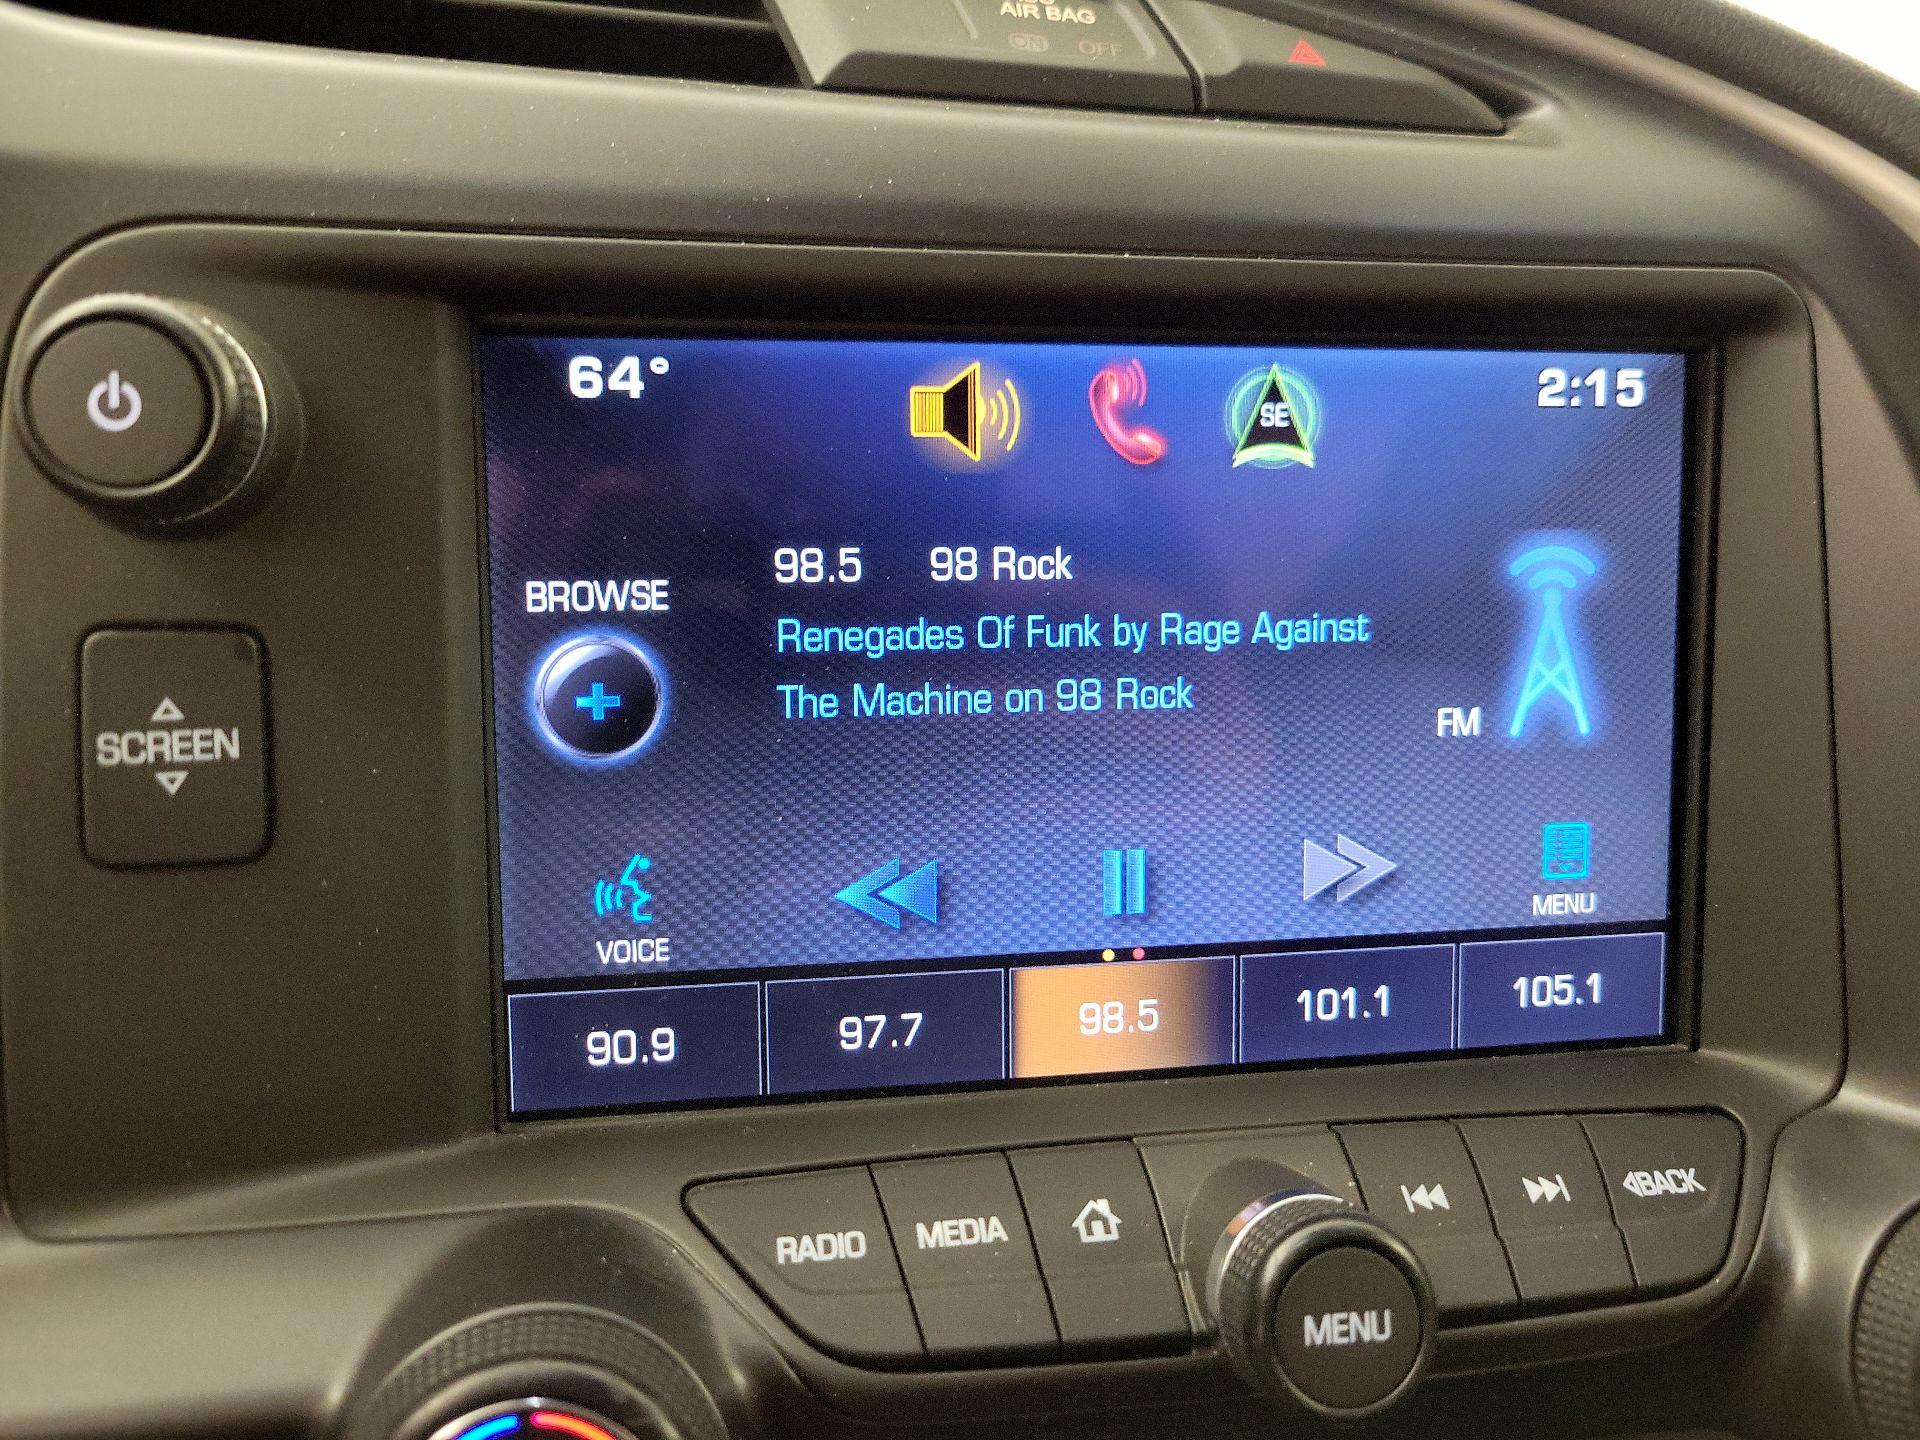 AIR BAG
ON OFF
64°
SE
2:15
98.5 98 Rock
BROWSE
Renegades Of Funk by Rage Against
The Machine on 98 Rock
FM
SCREEN
VOICE
MENU
90.9
97.7
98.5
101.1
105.1
RADIO
MEDIA
BACK
MENU